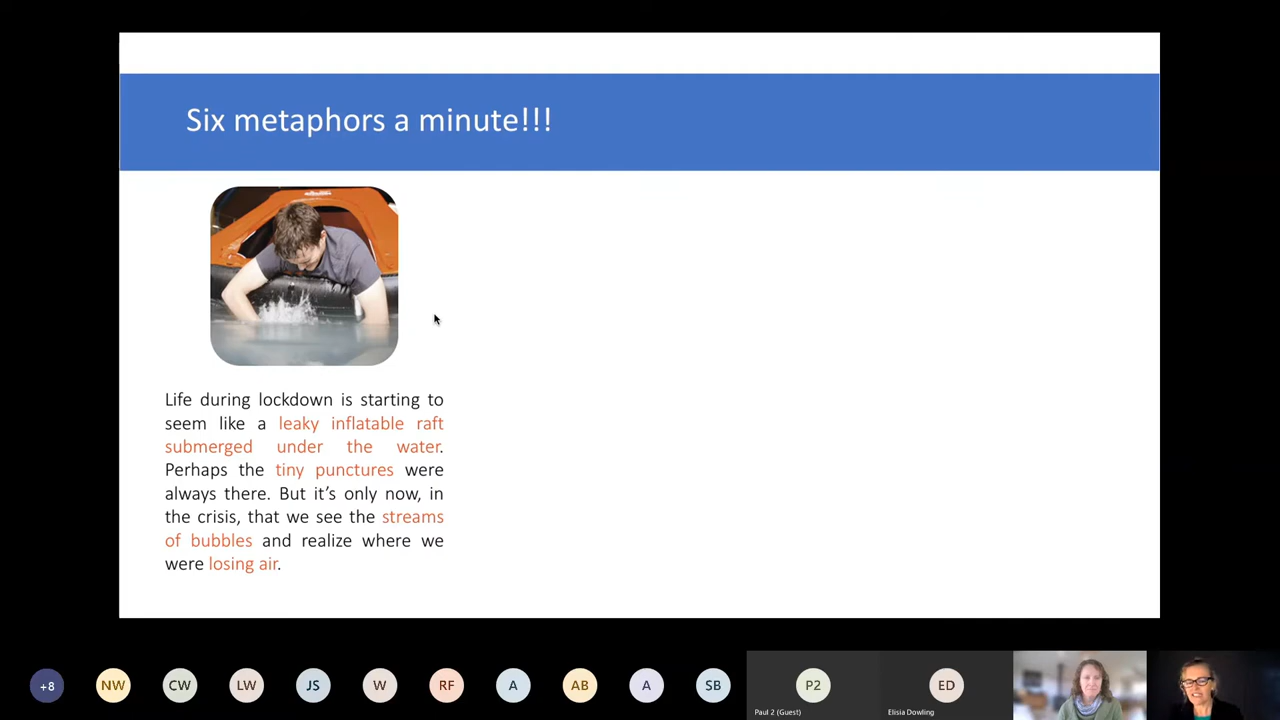 Six metaphors a minute!!!
Life during lockdown is starting to
seem like a leaky inflatable raft
submerged under the water.
Perhaps the tiny punctures were
always there. But it's only now, in
the crisis, that we see the streams
of bubbles and realize where we
were losing air.
+8
NW
CW
LW
JS
W
RF
A
AB
A
SB
P2
Paul 2 (Guest)
ED
Elisia Dowling